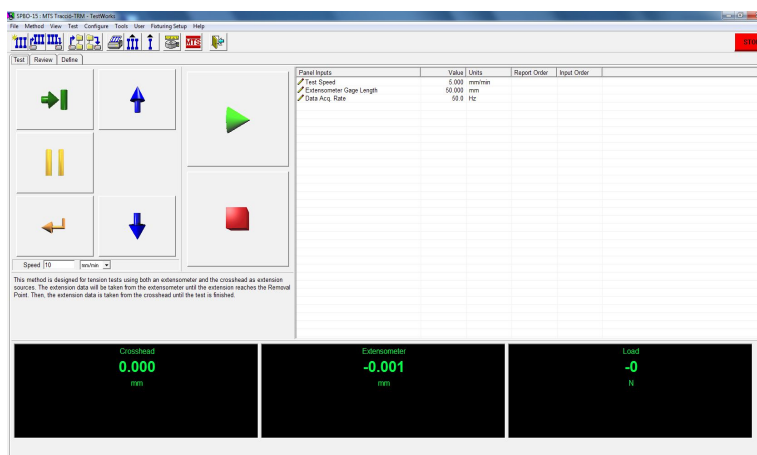 SPBO-15 : MTS Tracció-TRM - TestWorks
File Method View Test Configure Tools User Fixturing Setup Help
MTS
Test Review Define
Panel Inputs Value Units Report Order Input Order
Test Speed 5.000 mm/min
Extensometer Gage Length 50.000 mm
Data Acq. Rate 50.0 Hz
Speed 10 mm/min
This method is designed for tension tests using both an extensometer and the crosshead as extension
sources. The extension data will be taken from the extensometer until the extension reaches the Removal
Point. Then, the extension data is taken from the crosshead until the test is finished.
Crosshead Extensometer Load
0.000 -0.001 -0
mm mm N